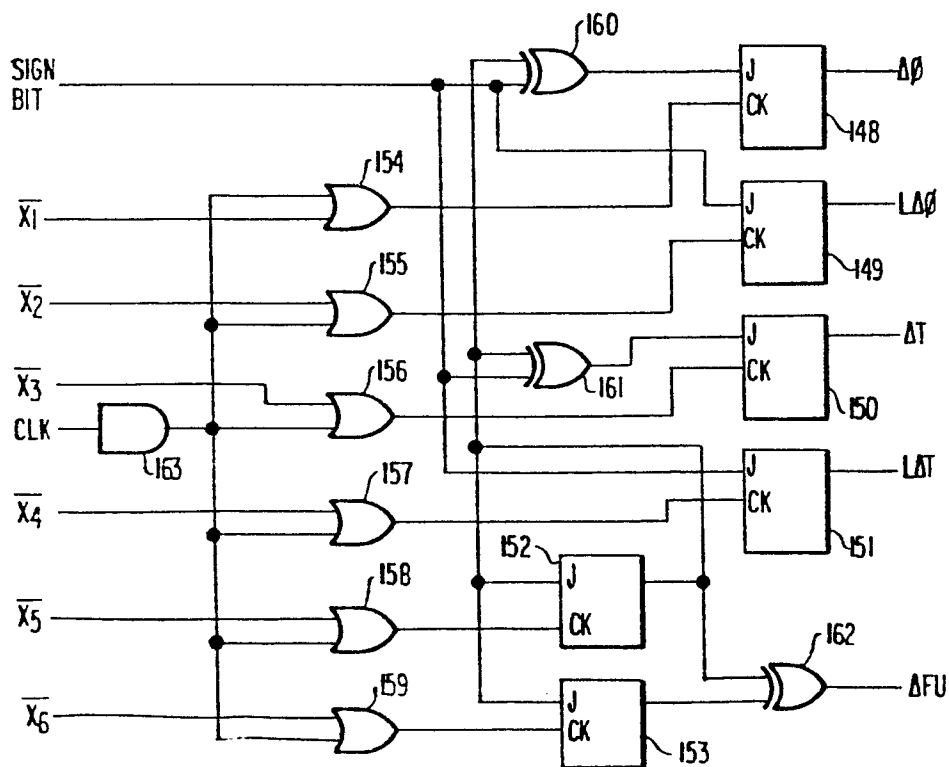 160
SIGN
BIT
J
CK
Δø
148
154
X1
J
CK
LΔø
149
155
X2
156
X3
J
CK
ΔT
161
150
CLK
163
157
J
CK
LΔT
X4
151
152
158
J
CK
X5
162
159
J
CK
ΔFU
X6
153